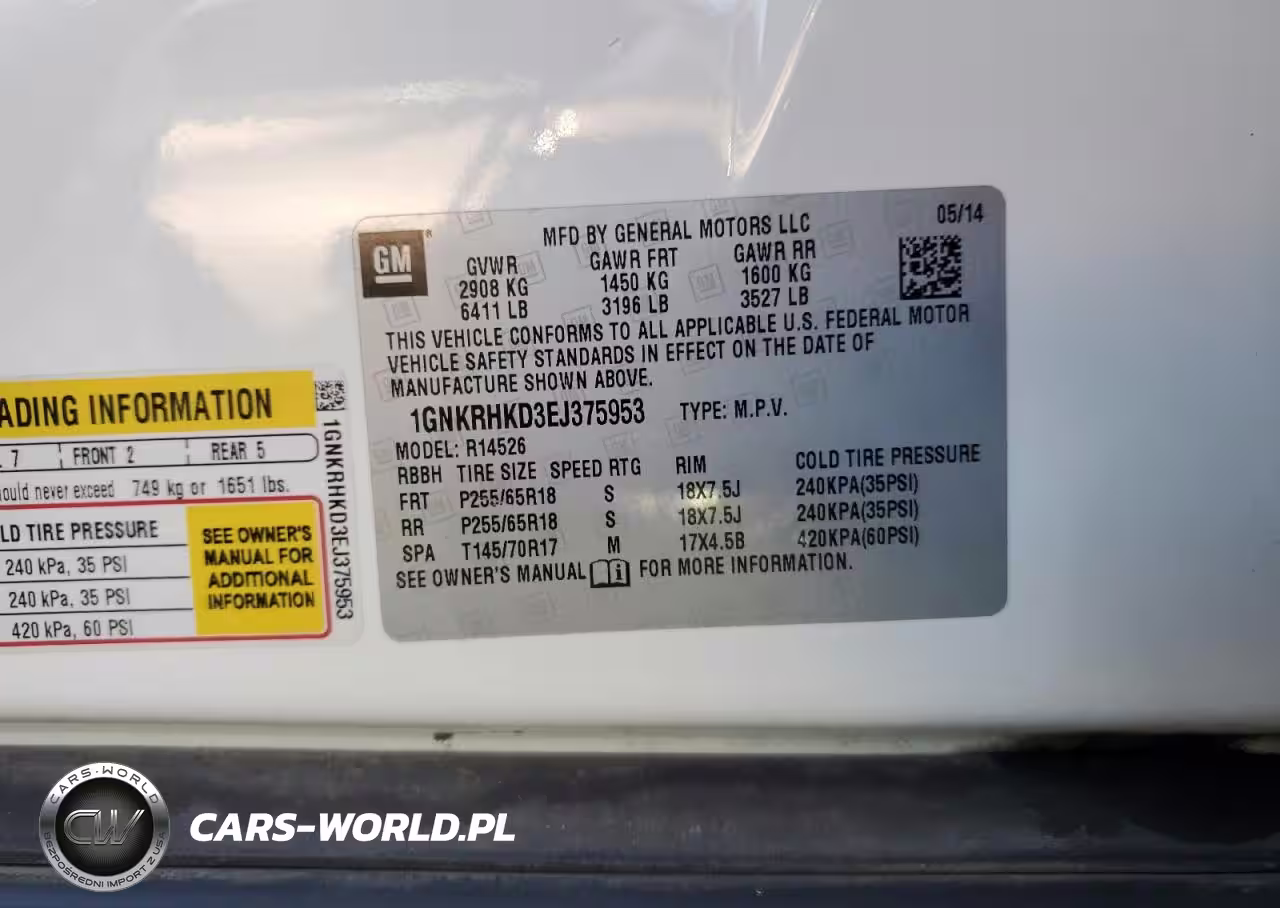 GM®
MFD BY GENERAL MOTORS LLC
05/14
GVWR GAWR FRT GAWR RR
2908 KG 1450 KG 1600 KG
6411 LB 3196 LB 3527 LB
THIS VEHICLE CONFORMS TO ALL APPLICABLE U.S. FEDERAL MOTOR
VEHICLE SAFETY STANDARDS IN EFFECT ON THE DATE OF
MANUFACTURE SHOWN ABOVE.
1GNKRHKD3EJ375953 TYPE: M.P.V.
MODEL: R14526
RBBH TIRE SIZE SPEED RTG RIM COLD TIRE PRESSURE
FRT P255/65R18 S 18X7.5J 240KPA(35PSI)
RR P255/65R18 S 18X7.5J 240KPA(35PSI)
SPA T145/70R17 M 17X4.5B 420KPA(60PSI)
SEE OWNER'S MANUAL i FOR MORE INFORMATION.
ADING INFORMATION
7 FRONT 2 REAR 5
ould never exceed 749 kg or 1651 lbs.
LD TIRE PRESSURE
240 kPa, 35 PSI
240 kPa, 35 PSI
420 kPa, 60 PSI
SEE OWNER'S
MANUAL FOR
ADDITIONAL
INFORMATION
1GNKRHKD3EJ375953
CARS-WORLD
CW
BEZPOŚREDNI IMPORT Z USA
CARS-WORLD.PL